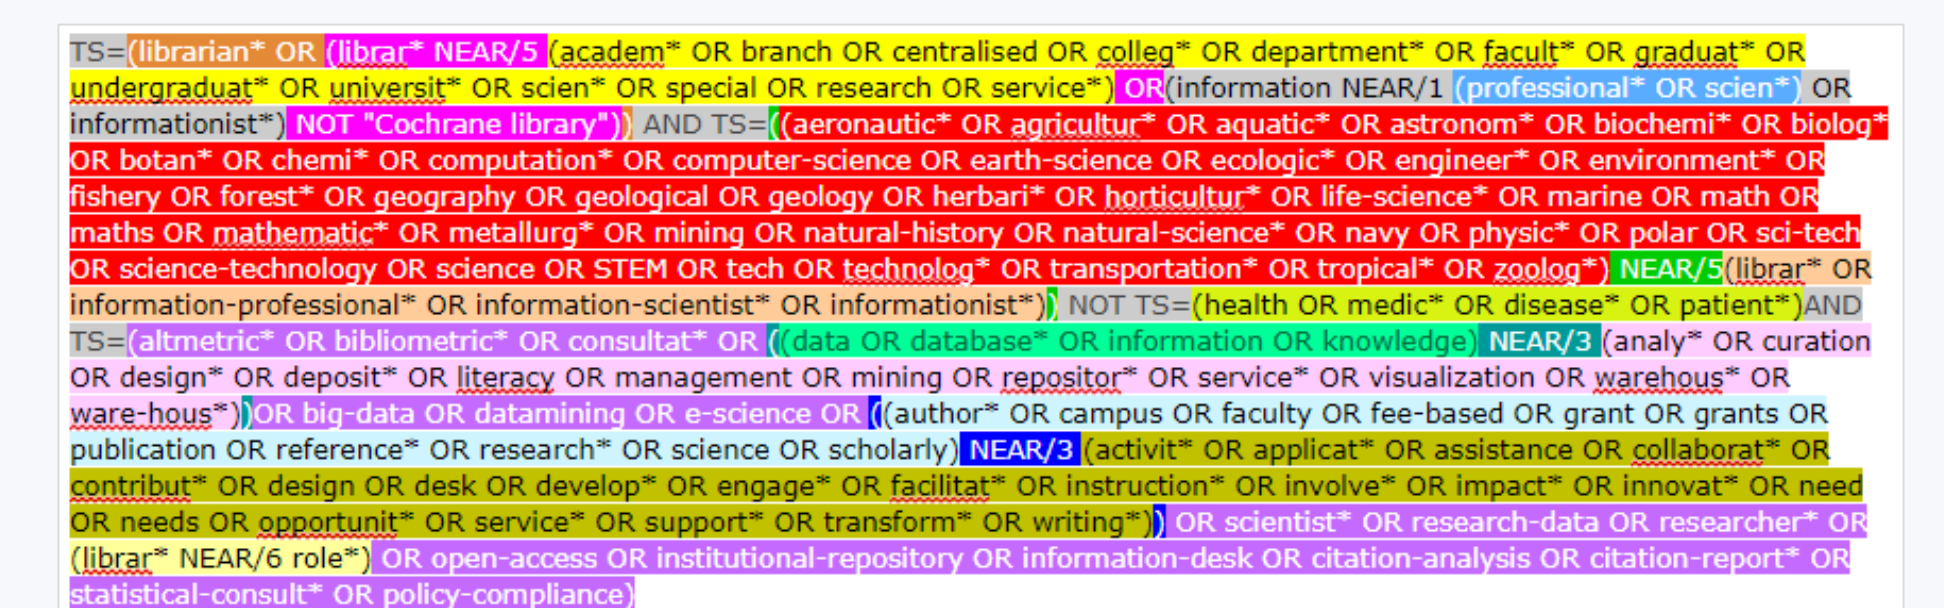 TS=(librarian* OR (librar* NEAR/5 (academ* OR branch OR centralised OR colleg* OR department* OR facult* OR graduat* OR
undergraduat* OR universit* OR scien* OR special OR research OR service*) OR(information NEAR/1 (professional* OR scien*) OR
informationist*) NOT "Cochrane library")) AND TS=((aeronautic* OR agricultur* OR aquatic* OR astronom* OR biochemi* OR biolog*
OR botan* OR chemi* OR computation* OR computer-science OR earth-science OR ecologic* OR engineer* OR environment* OR
fishery OR forest* OR geography OR geological OR geology OR herbari* OR horticultur* OR life-science* OR marine OR math OR
maths OR mathematic* OR metallurg* OR mining OR natural-history OR natural-science* OR navy OR physic* OR polar OR sci-tech
OR science-technology OR science OR STEM OR tech OR technolog* OR transportation* OR tropical* OR zoolog*) NEAR/5(librar* OR
information-professional* OR information-scientist* OR informationist*)) NOT TS=(health OR medic* OR disease* OR patient*)AND
TS=(altmetric* OR bibliometric* OR consultat* OR ((data OR database* OR information OR knowledge) NEAR/3 (analy* OR curation
OR design* OR deposit* OR literacy OR management OR mining OR repositor* OR service* OR visualization OR warehous* OR
ware-hous*))OR big-data OR datamining OR e-science OR ((author* OR campus OR faculty OR fee-based OR grant OR grants OR
publication OR reference* OR research* OR science OR scholarly) NEAR/3 (activit* OR applicat* OR assistance OR collaborat* OR
contribut* OR design OR desk OR develop* OR engage* OR facilitat* OR instruction* OR involve* OR impact* OR innovat* OR need
OR needs OR opportunit* OR service* OR support* OR transform* OR writing*)) OR scientist* OR research-data OR researcher* OR
(librar* NEAR/6 role*) OR open-access OR institutional-repository OR information-desk OR citation-analysis OR citation-report* OR
statistical-consult* OR policy-compliance)